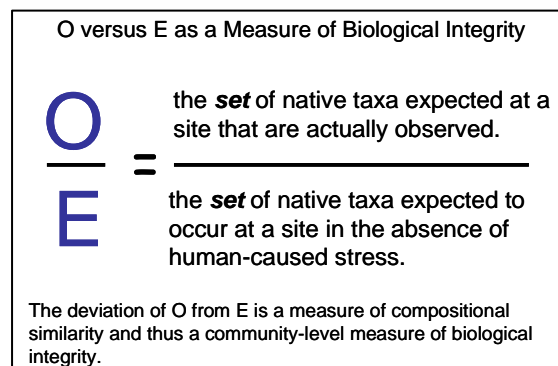 O versus E as a Measure of Biological Integrity
O
E
=
the set of native taxa expected at a
site that are actually observed.
the set of native taxa expected to
occur at a site in the absence of
human-caused stress.
The deviation of O from E is a measure of compositional
similarity and thus a community-level measure of biological
integrity.